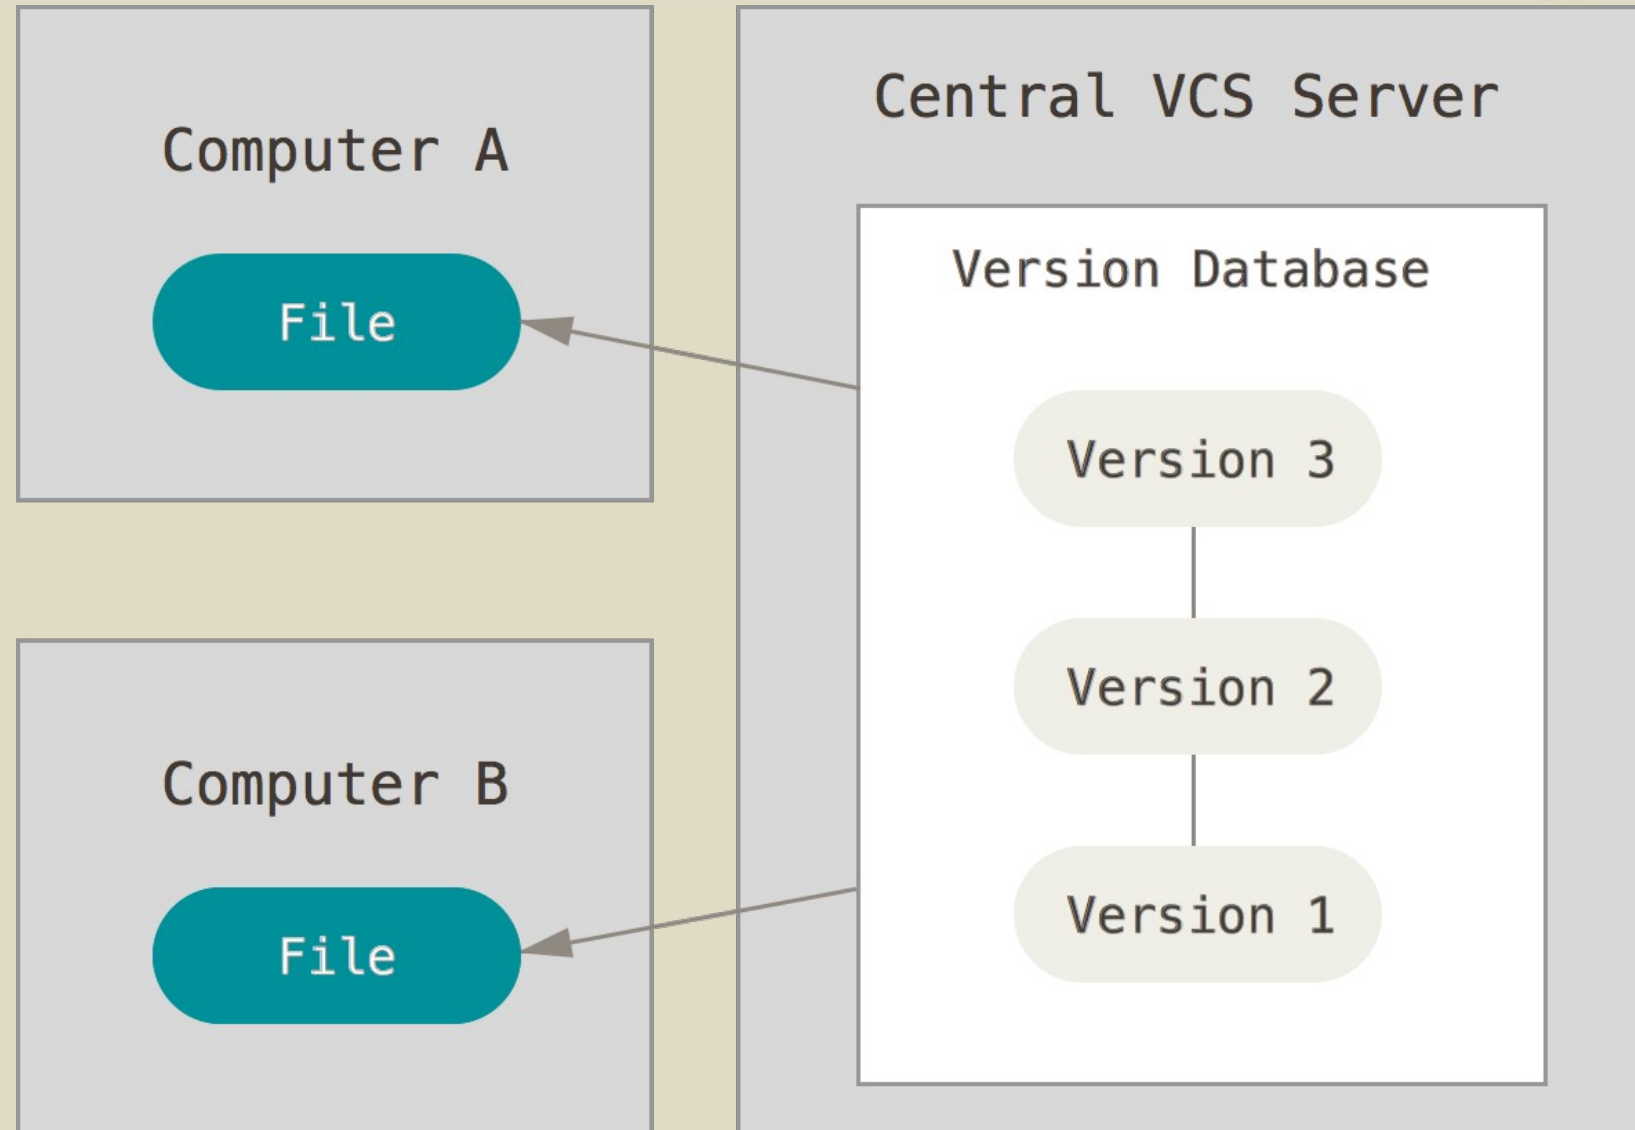 Computer A
File
Computer B
File
Central VCS Server
Version Database
Version 3
Version 2
Version 1